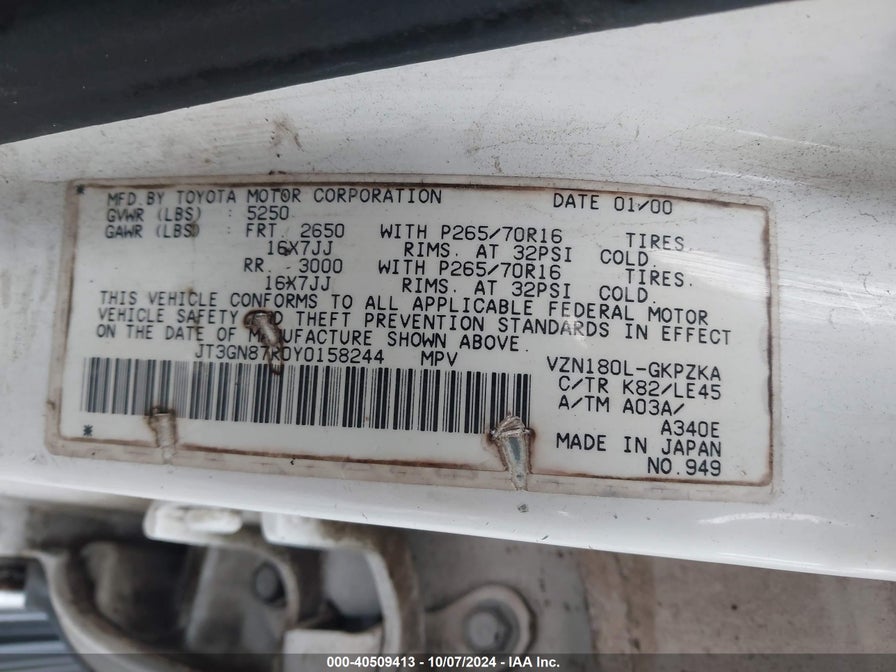 MFD.BY TOYOTA MOTOR CORPORATION DATE 01/00
GVWR (LBS) : 5250
GAWR (LBS) : FRT. 2650 WITH P265/70R16 TIRES.
16X7JJ RIMS. AT 32PSI COLD.
RR. 3000 WITH P265/70R16 TIRES.
16X7JJ RIMS. AT 32PSI COLD.
THIS VEHICLE CONFORMS TO ALL APPLICABLE FEDERAL MOTOR
VEHICLE SAFETY THEFT PREVENTION STANDARDS IN EFFECT
ON THE DATE OF MANUFACTURE SHOWN ABOVE.
JT3GN87R0Y0158244 MPV VZN180L-GKPZKA
C/TR K82/LE45
A/TM A03A/
A340E
MADE IN JAPAN
NO.949
000-40509413 - 10/07/2024 - IAA Inc.